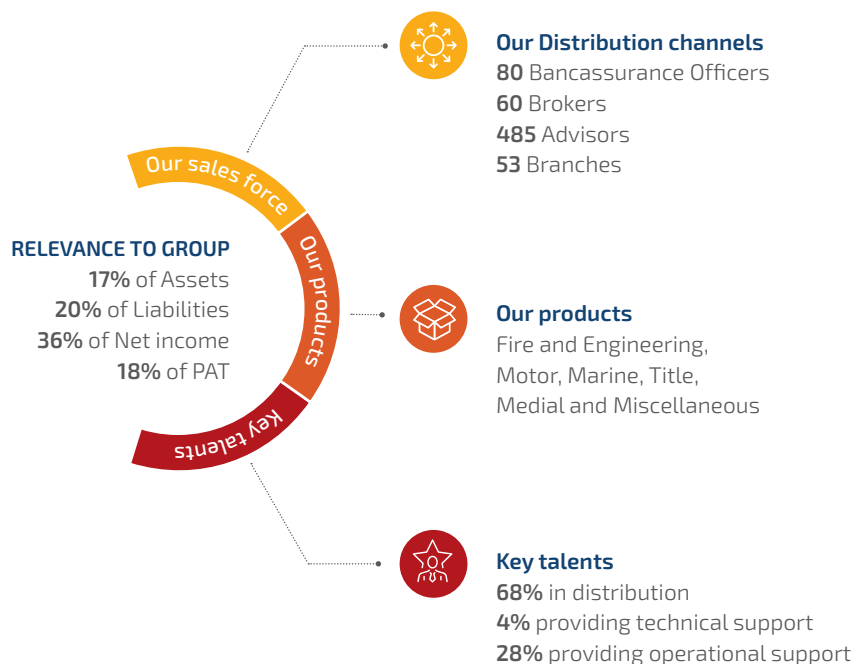 Our Distribution channels
80 Bancassurance Officers
60 Brokers
485 Advisors
53 Branches
Our sales force
Our products
Key talents
RELEVANCE TO GROUP
17% of Assets
20% of Liabilities
36% of Net income
18% of PAT
Our products
Fire and Engineering,
Motor, Marine, Title,
Medial and Miscellaneous
Key talents
68% in distribution
4% providing technical support
28% providing operational support